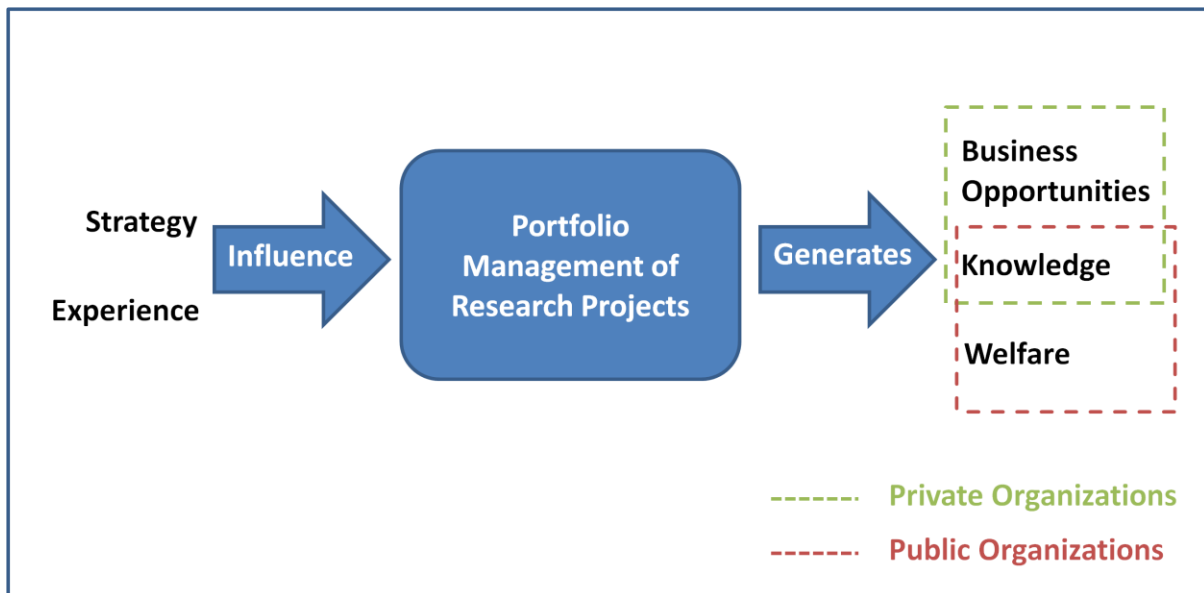 Strategy
Experience
Influence
Portfolio
Management of
Research Projects
Generates
Business
Opportunities
Knowledge
Welfare
Private Organizations
Public Organizations